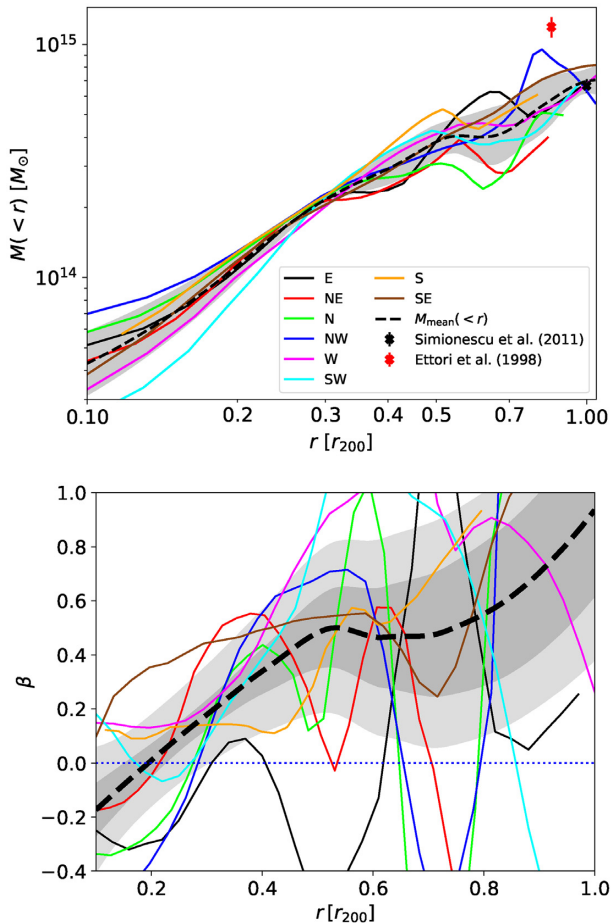 10^15
M(< r) [M⊙]
10^14
E
NE
N
NW
W
SW
S
SE
M_mean(< r)
Simionescu et al. (2011)
Ettori et al. (1998)
0.10 0.2 0.3 0.4 0.5 0.7 1.00
r [r_200]
1.0
0.8
0.6
0.4
β
0.2
0.0
−0.2
−0.4
0.2 0.4 0.6 0.8 1.0
r [r_200]